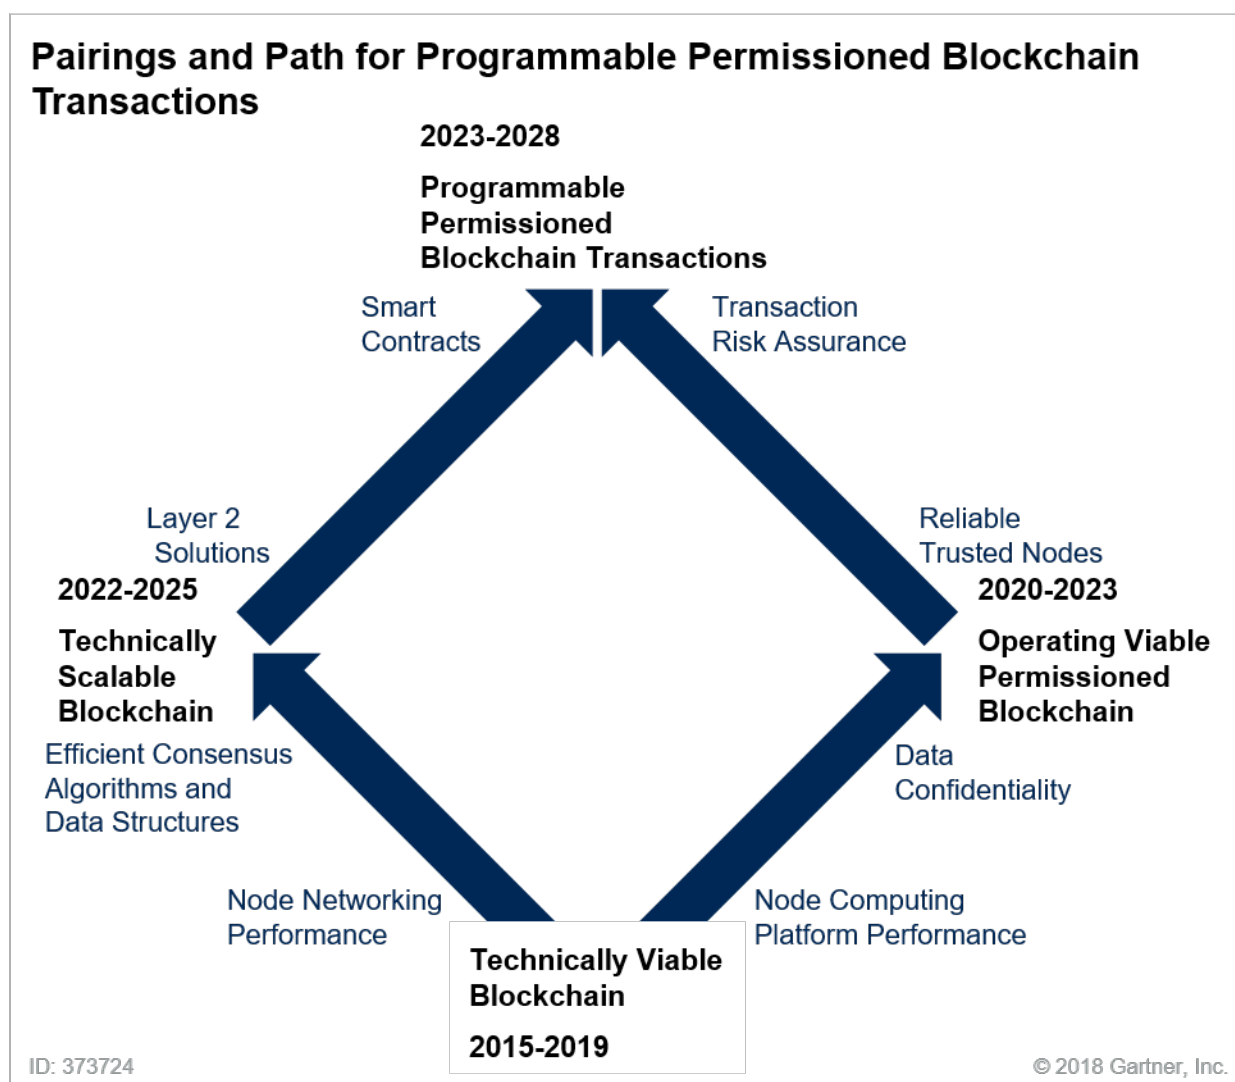 Pairings and Path for Programmable Permissioned Blockchain
Transactions
2023-2028
Programmable
Permissioned
Blockchain Transactions
Smart
Contracts
Transaction
Risk Assurance
Layer 2
Solutions
Reliable
Trusted Nodes
2022-2025
Technically
Scalable
Blockchain
2020-2023
Operating Viable
Permissioned
Blockchain
Efficient Consensus
Algorithms and
Data Structures
Data
Confidentiality
Node Networking
Performance
Node Computing
Platform Performance
Technically Viable
Blockchain
2015-2019
ID: 373724
© 2018 Gartner, Inc.